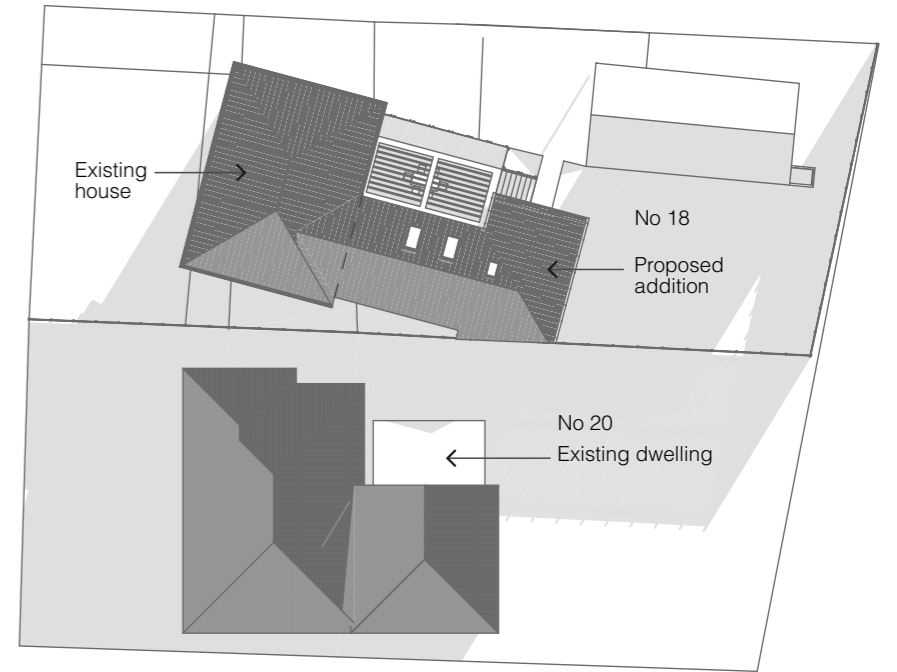 Existing
house
No 18
Proposed
addition
No 20
Existing dwelling